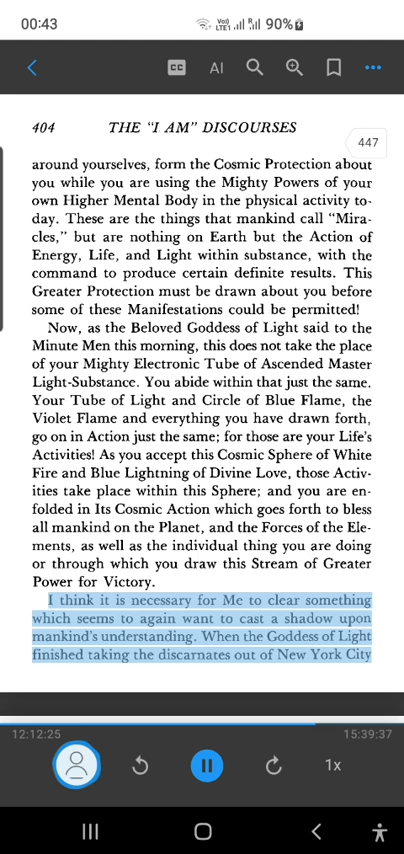 00:43
Vo) R
LTE1
90%
CC
AI
404 THE "I AM" DISCOURSES
447
around yourselves, form the Cosmic Protection about
you while you are using the Mighty Powers of your
own Higher Mental Body in the physical activity to-
day. These are the things that mankind call "Mira-
cles," but are nothing on Earth but the Action of
Energy, Life, and Light within substance, with the
command to produce certain definite results. This
Greater Protection must be drawn about you before
some of these Manifestations could be permitted!
Now, as the Beloved Goddess of Light said to the
Minute Men this morning, this does not take the place
of your Mighty Electronic Tube of Ascended Master
Light-Substance. You abide within that just the same.
Your Tube of Light and Circle of Blue Flame, the
Violet Flame and everything you have drawn forth,
go on in Action just the same; for those are your Life's
Activities! As you accept this Cosmic Sphere of White
Fire and Blue Lightning of Divine Love, those Activ-
ities take place within this Sphere; and you are en-
folded in Its Cosmic Action which goes forth to bless
all mankind on the Planet, and the Forces of the Ele-
ments, as well as the individual thing you are doing
or through which you draw this Stream of Greater
Power for Victory.
I think it is necessary for Me to clear something
which seems to again want to cast a shadow upon
mankind's understanding. When the Goddess of Light
finished taking the discarnates out of New York City
12:12:25 15:39:37
1x